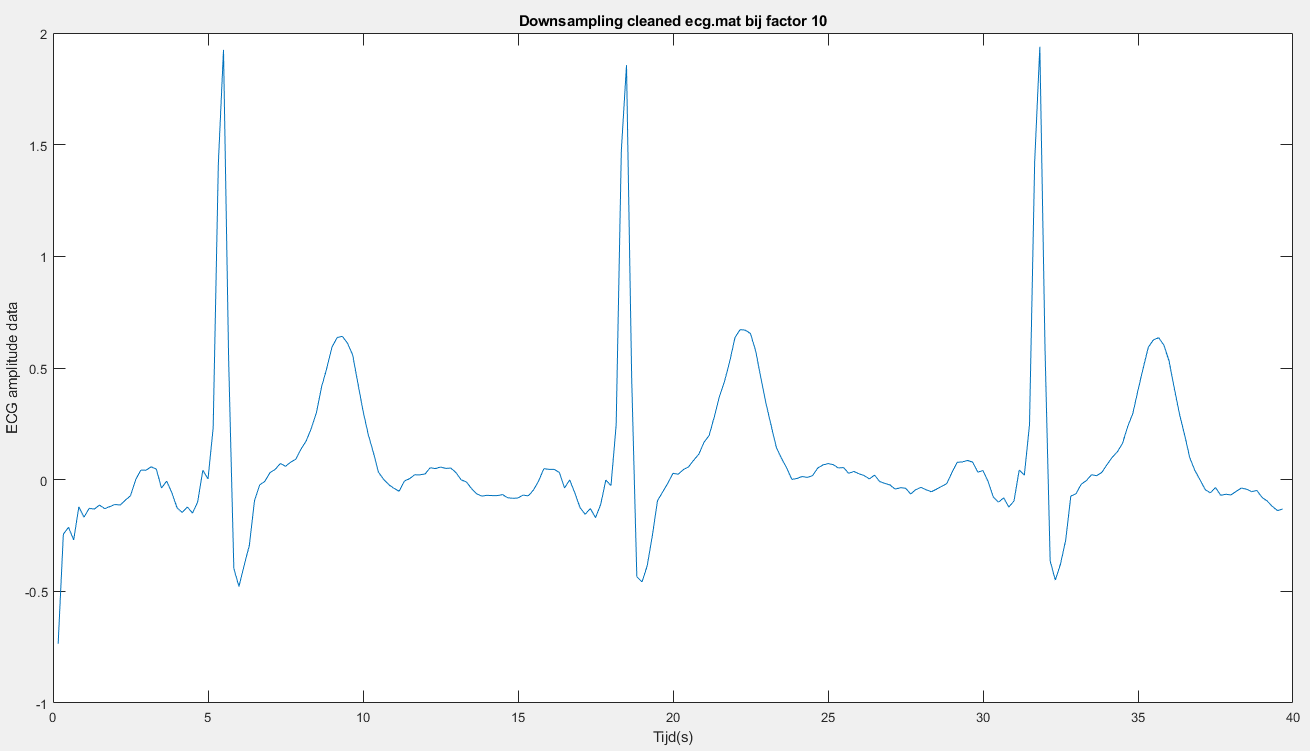 Downsampling cleaned ecg.mat bij factor 10
2
1.5
1
0.5
0
-0.5
-1
ECG amplitude data
0 5 10 15 20 25 30 35 40
Tijd(s)